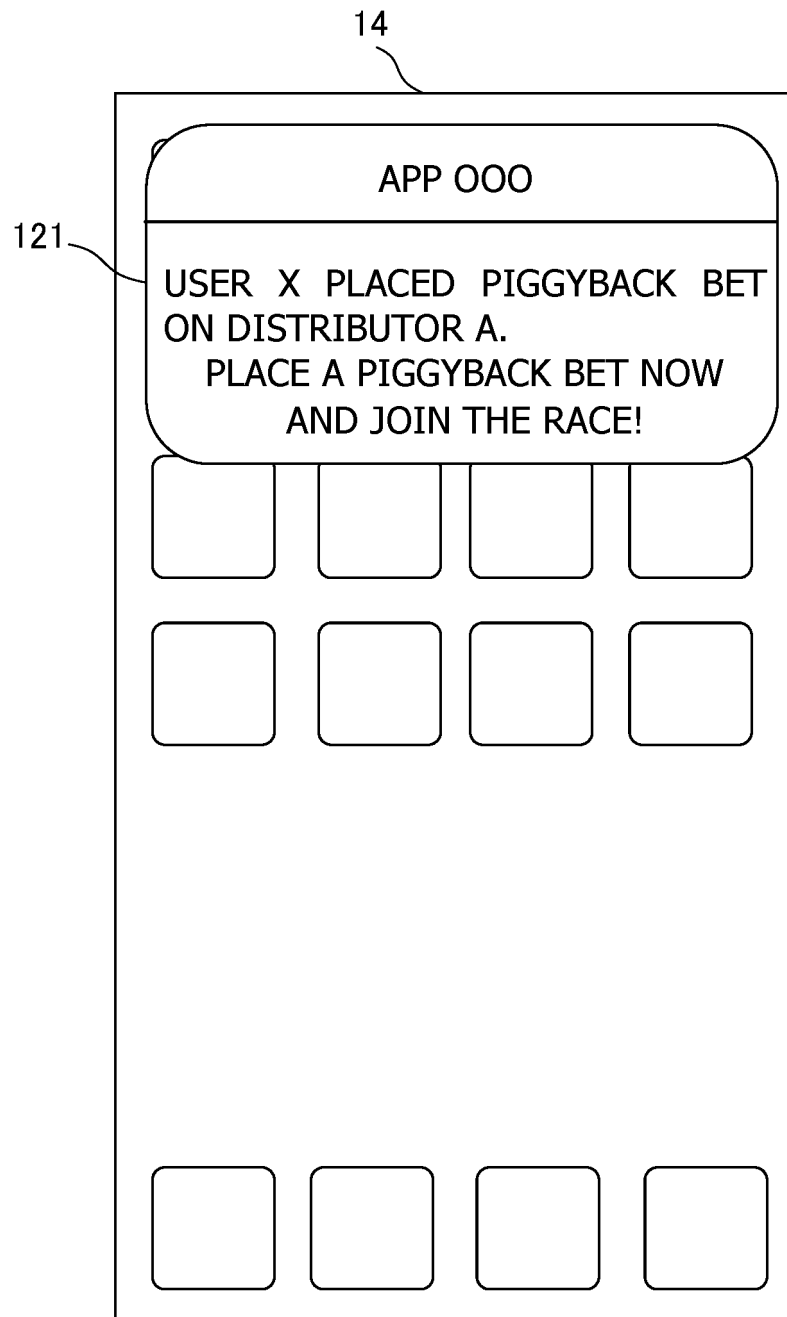 14
APP OOO
121
USER X PLACED PIGGYBACK BET
ON DISTRIBUTOR A.
PLACE A PIGGYBACK BET NOW
AND JOIN THE RACE!